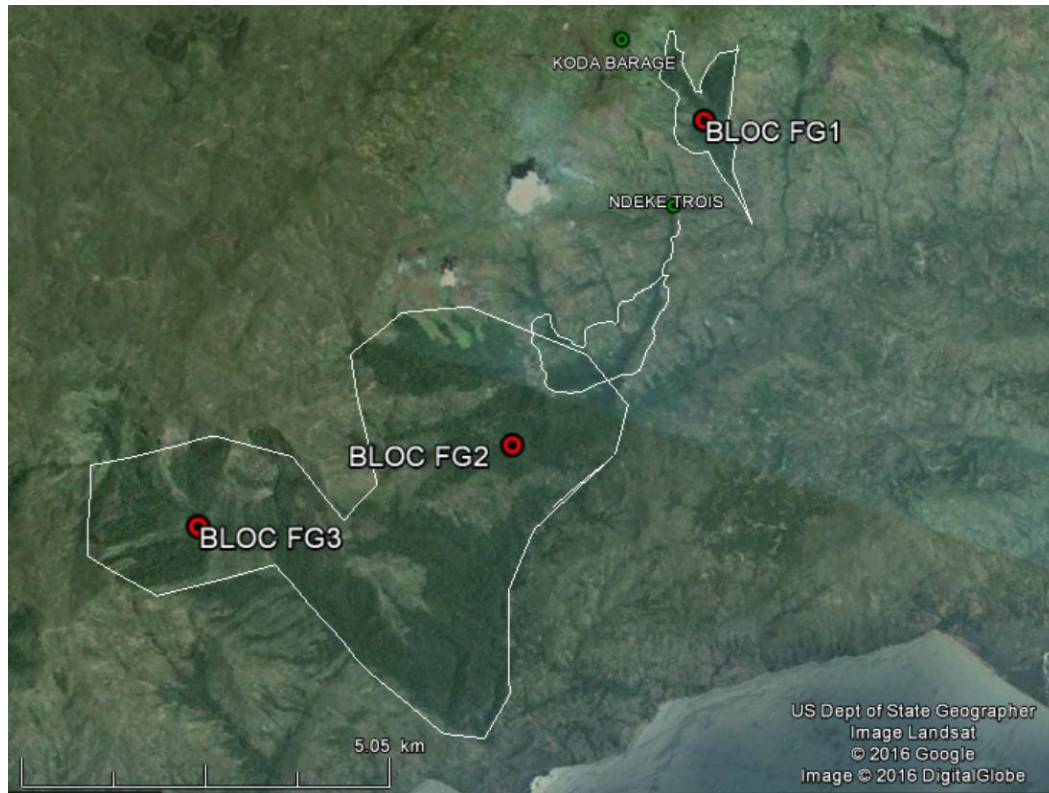 KODA BARAGE
BLOC FG1
NDEKE TROIS
BLOC FG2
BLOC FG3
5.05 km
US Dept of State Geographer
Image Landsat
© 2016 Google
Image © 2016 DigitalGlobe